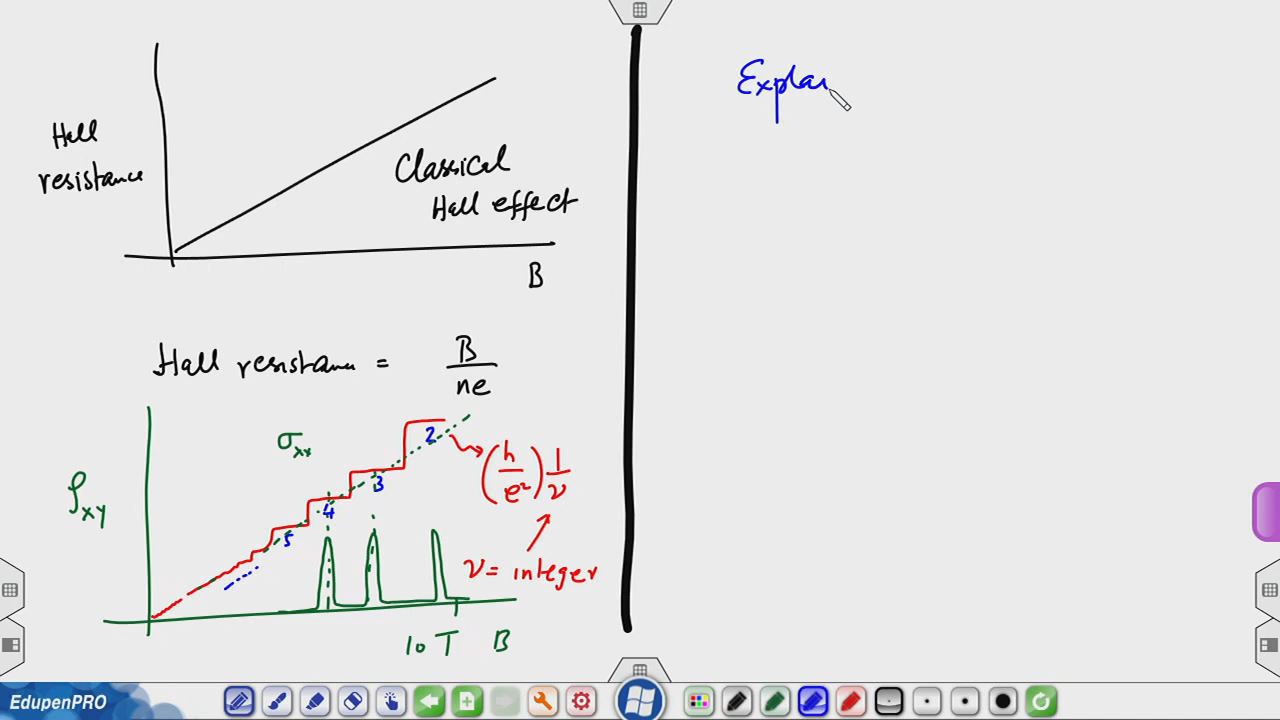 Hall
resistance
Classical
Hall effect
B
Hall resistance = B/ne
σxx
ρxy
5
4
3
2
(h/e²) 1/ν
ν = integer
10 T B
Explan
EdupenPRO